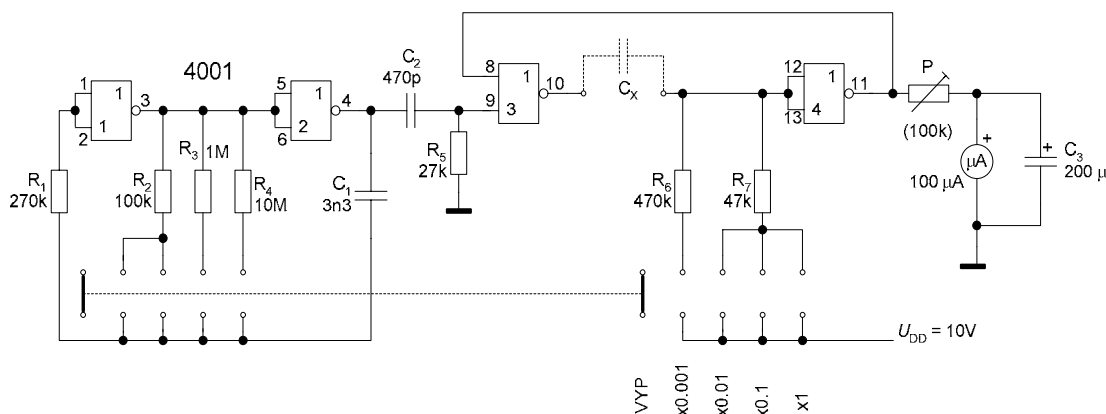 4001
1
2
1
1
3
5
6
1
2
4
C2
470p
8
9
1
3
10
CX
12
13
1
4
11
P
(100k)
R1
270k
R2
100k
R3 1M
R4
10M
C1
3n3
R5
27k
R6
470k
R7
47k
+
µA
100 µA
+
C3
200 µ
UDD = 10V
VYP
x0.001
x0.01
x0.1
x1